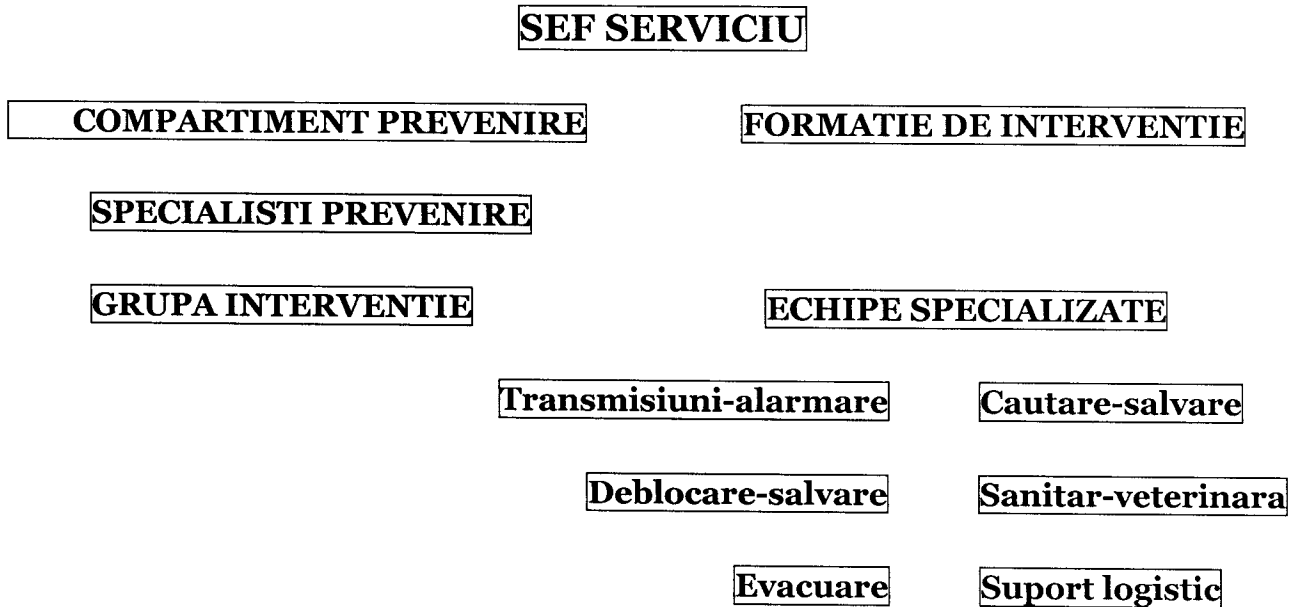 SEF SERVICIU
COMPARTIMENT PREVENIRE FORMATIE DE INTERVENTIE
SPECIALISTI PREVENIRE
GRUPA INTERVENTIE ECHIPE SPECIALIZATE
Transmisiuni-alarmare Cautare-salvare
Deblocare-salvare Sanitar-veterinara
Evacuare Suport logistic